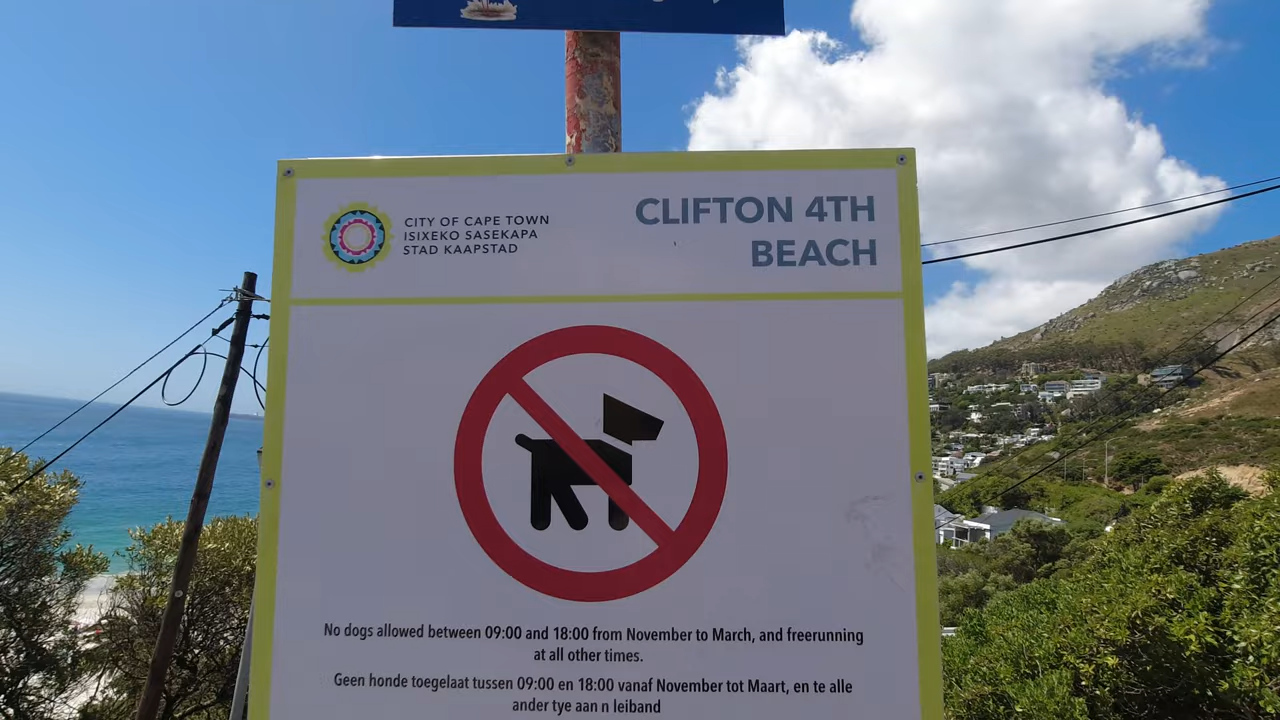 CITY OF CAPE TOWN
ISIXEKO SASEKAPA
STAD KAAPSTAD
CLIFTON 4TH
BEACH
No dogs allowed between 09:00 and 18:00 from November to March, and freerunning
at all other times.
Geen honde toegelaat tussen 09:00 en 18:00 vanaf November tot Maart, en te alle
ander tye aan n leiband